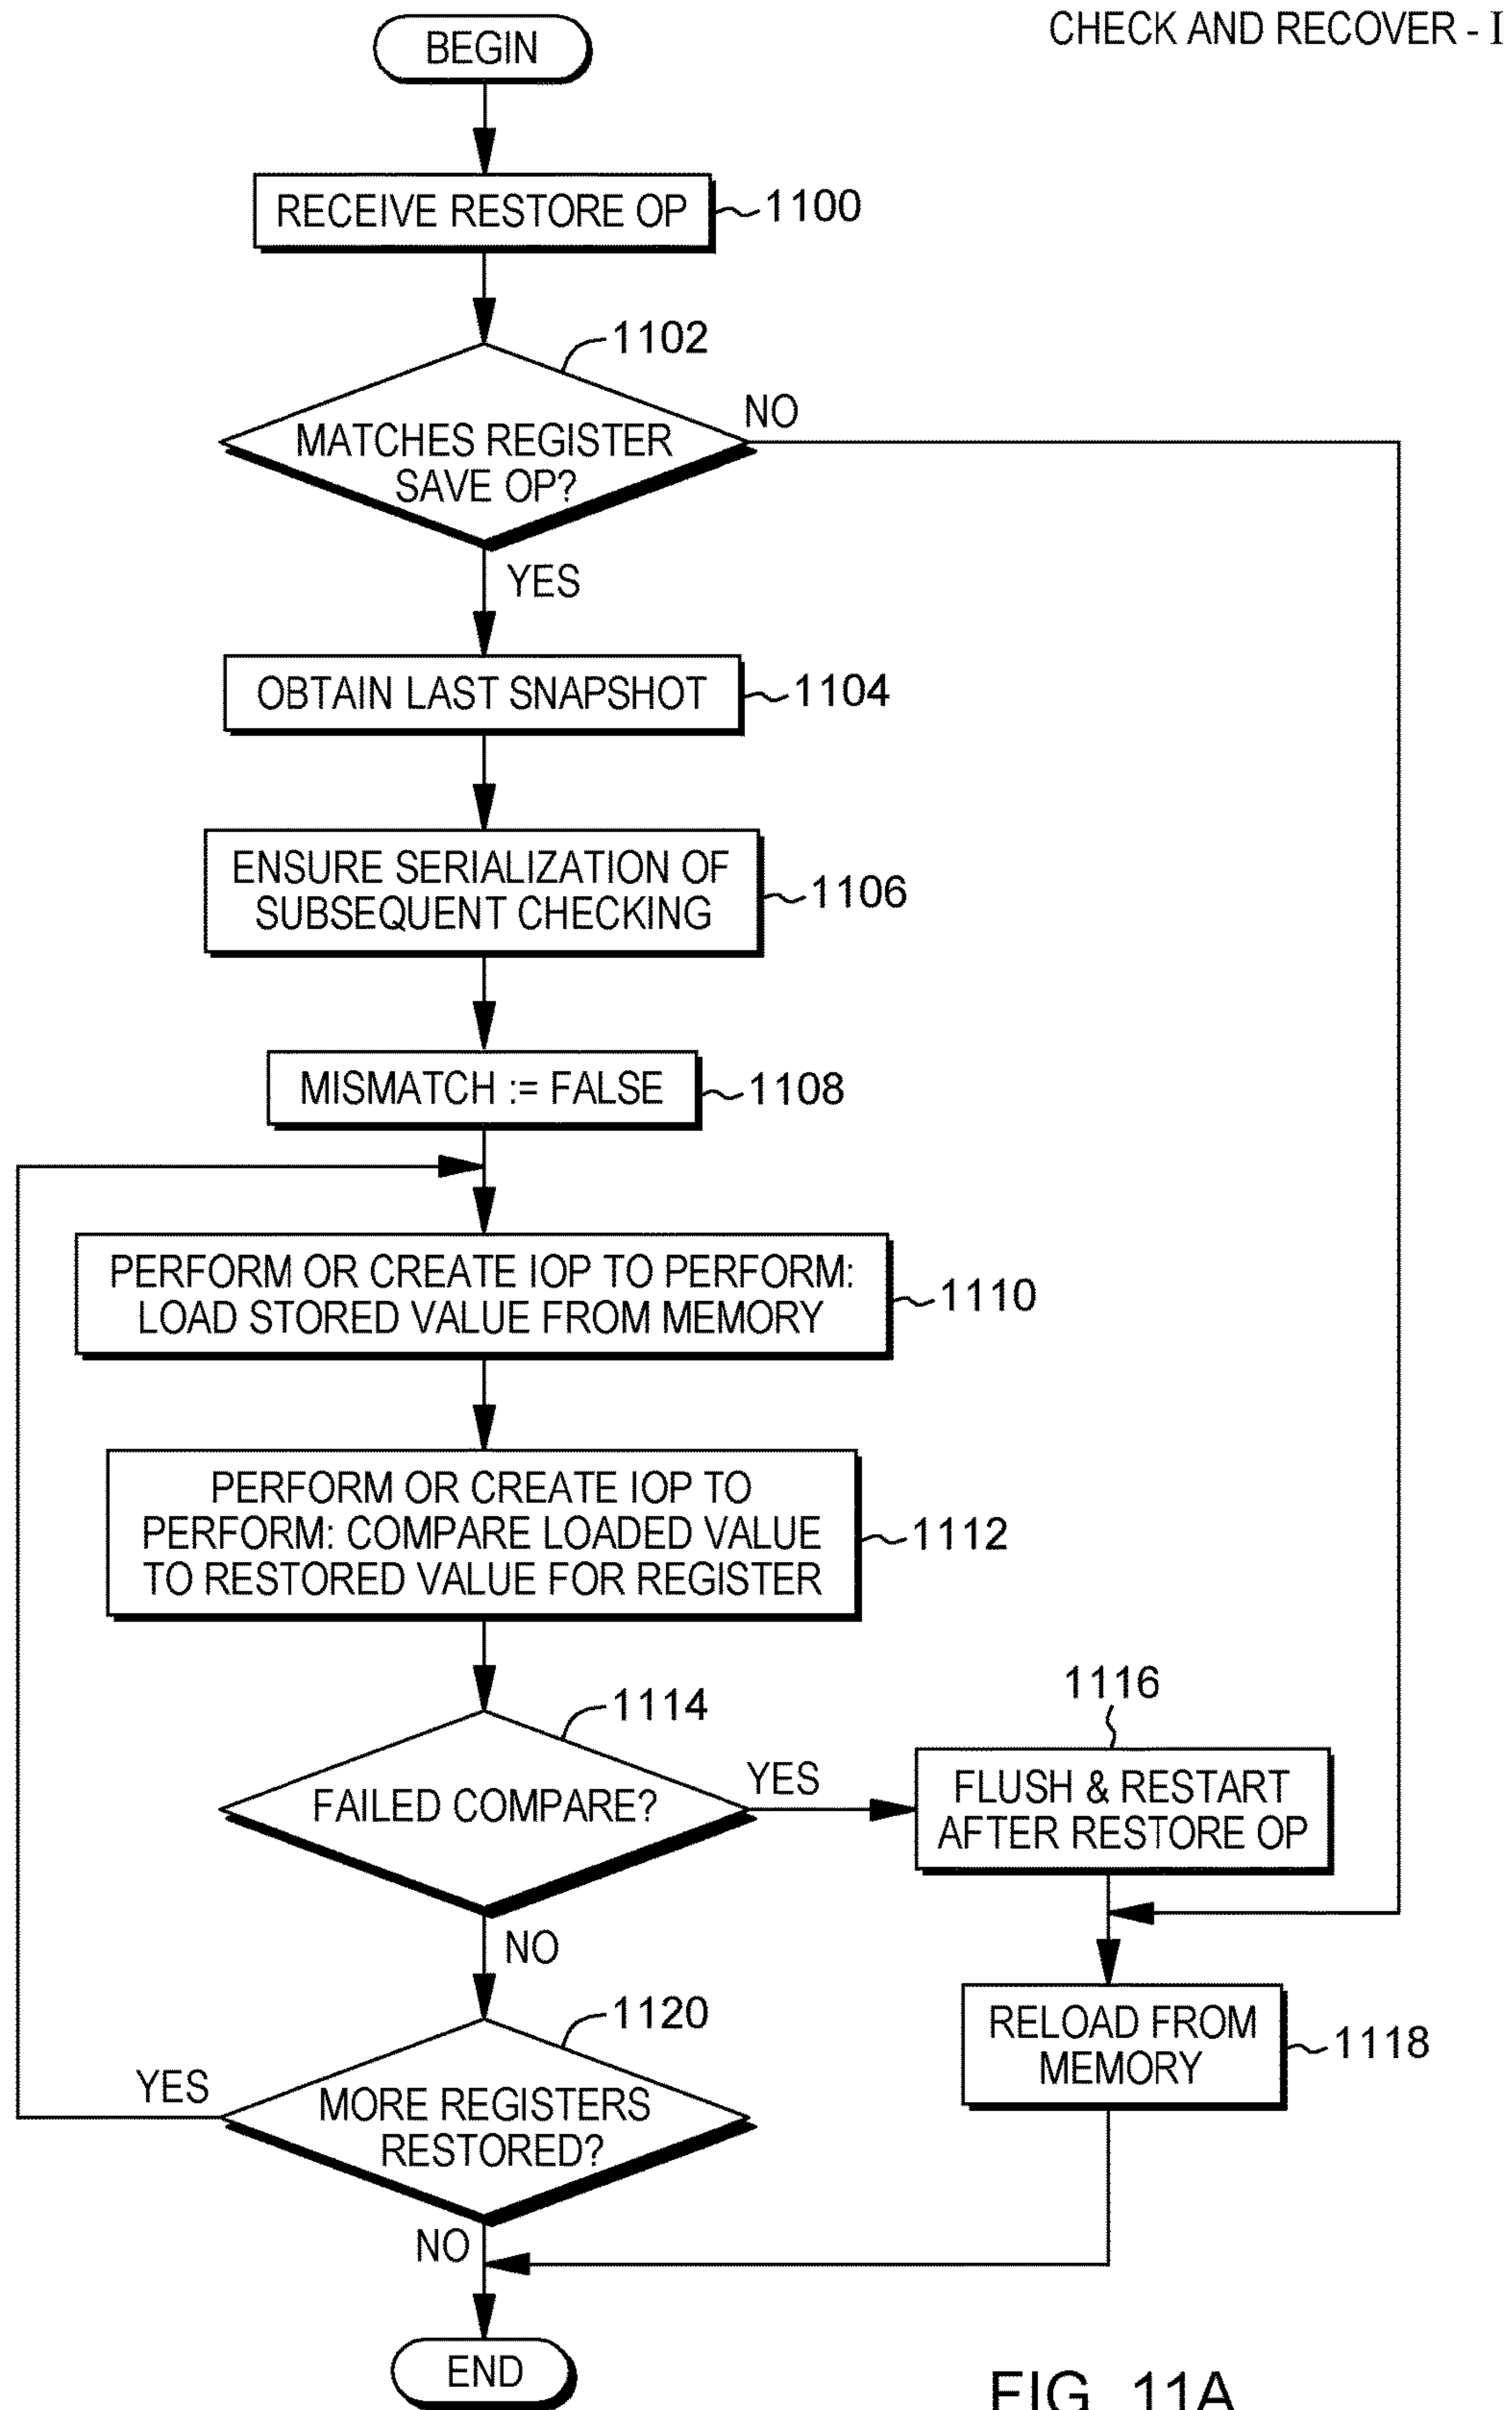 CHECK AND RECOVER - I
BEGIN
RECEIVE RESTORE OP
1100
1102
MATCHES REGISTER
SAVE OP?
NO
YES
OBTAIN LAST SNAPSHOT
1104
ENSURE SERIALIZATION OF
SUBSEQUENT CHECKING
1106
MISMATCH := FALSE
1108
PERFORM OR CREATE IOP TO PERFORM:
LOAD STORED VALUE FROM MEMORY
1110
PERFORM OR CREATE IOP TO
PERFORM: COMPARE LOADED VALUE
TO RESTORED VALUE FOR REGISTER
1112
1114
FAILED COMPARE?
YES
NO
1116
FLUSH & RESTART
AFTER RESTORE OP
RELOAD FROM
MEMORY
1118
1120
MORE REGISTERS
RESTORED?
YES
NO
END
FIG. 11A